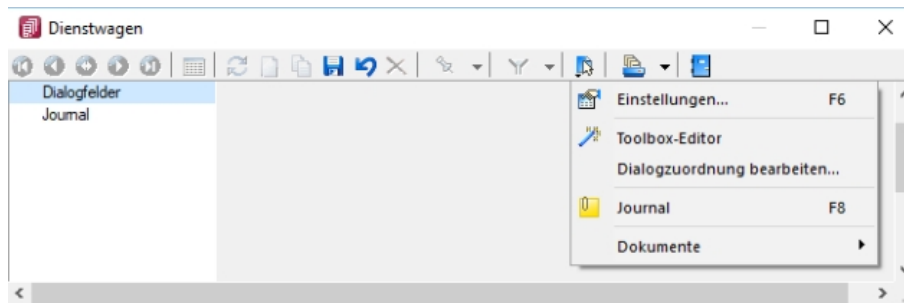 Dienstwagen
Dialogfelder
Journal
Einstellungen... F6
Toolbox-Editor
Dialogzuordnung bearbeiten...
Journal F8
Dokumente